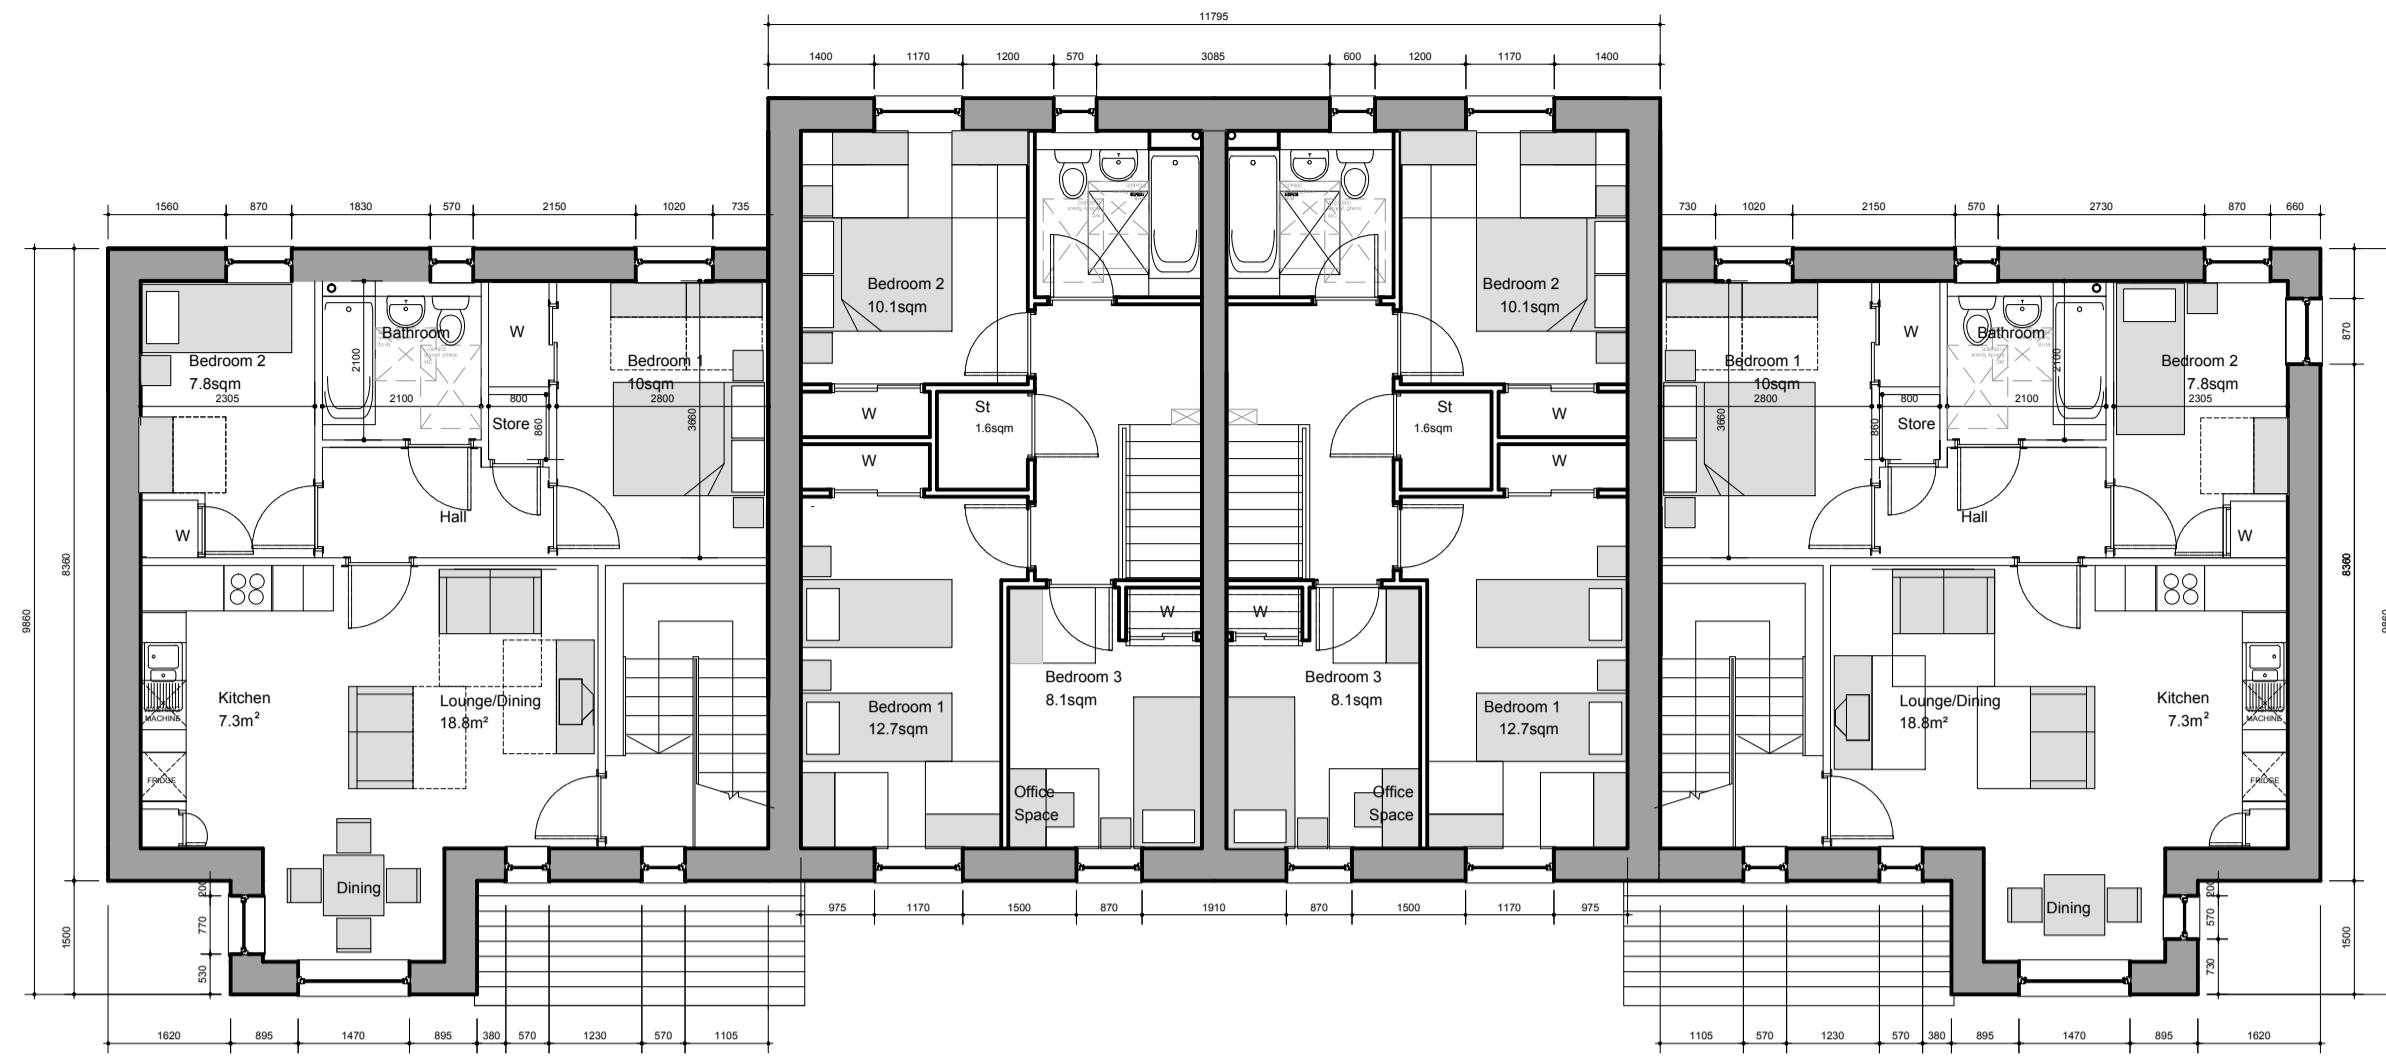 11795
1400 1170 1200 570 3085 600 1200 1170 1400
1560 870 1830 570 2150 1020 735
730 1020 2150 570 2730 870 660
Bedroom 2
10.1sqm
Bedroom 2
10.1sqm
Bathroom
W
Bedroom 1
10sqm
Bedroom 2
7.8sqm
2100
2305 2100 800 2800
Store
860
3660
W
Hall
Bedroom 1
10sqm
W
Bathroom
2100
Bedroom 2
7.8sqm
870
2800 800 2100 2305
3660
860
Store
Hall
W
W
St
1.6sqm
W
St
1.6sqm
W
W
W
W
9860
8360
1500
8360
9860
1500
Kitchen
7.3m²
MACHINE
FRIDGE
Lounge/Dining
18.8m²
Bedroom 3
8.1sqm
Bedroom 1
12.7sqm
Office
Space
Bedroom 3
8.1sqm
Bedroom 1
12.7sqm
Office
Space
Lounge/Dining
18.8m²
Kitchen
7.3m²
MACHINE
FRIDGE
Dining
200
770
530
Dining
200
570
730
975 1170 1500 870 1910 870 1500 1170 975
1620 895 1470 895 380 570 1230 570 1105
1105 570 1230 570 380 895 1470 895 1620